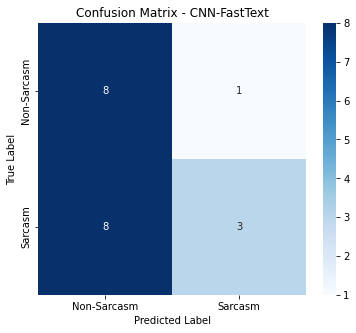 Confusion Matrix - CNN-FastText
True Label
Non-Sarcasm
8
1
Sarcasm
8
3
Non-Sarcasm
Sarcasm
Predicted Label
8
7
6
5
4
3
2
1